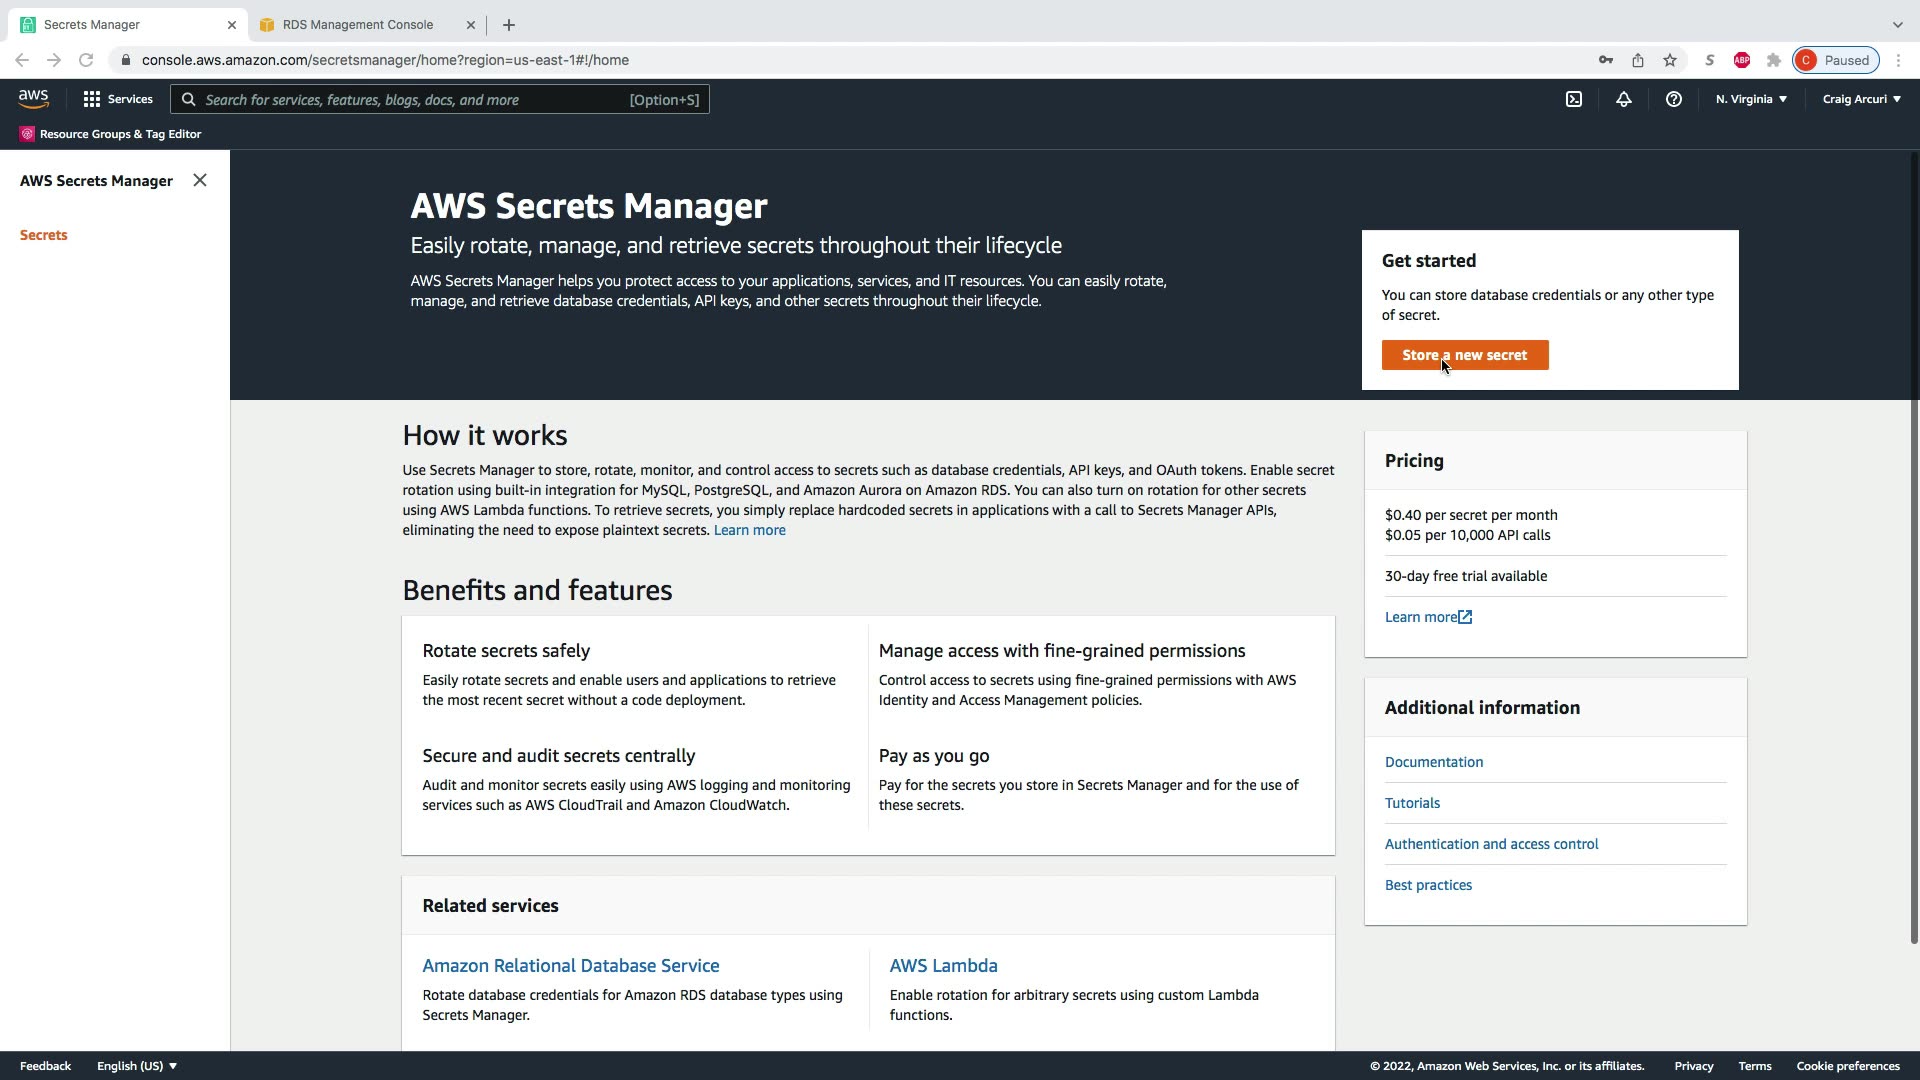 Secrets Manager
RDS Management Console
console.aws.amazon.com/secretsmanager/home?region=us-east-1#!/home
S
ABP
C
Paused
aws
Services
Search for services, features, blogs, docs, and more
[Option+S]
N. Virginia
Craig Arcuri
Resource Groups & Tag Editor
AWS Secrets Manager
Secrets
AWS Secrets Manager
Easily rotate, manage, and retrieve secrets throughout their lifecycle
AWS Secrets Manager helps you protect access to your applications, services, and IT resources. You can easily rotate,
manage, and retrieve database credentials, API keys, and other secrets throughout their lifecycle.
Get started
You can store database credentials or any other type
of secret.
Store a new secret
How it works
Use Secrets Manager to store, rotate, monitor, and control access to secrets such as database credentials, API keys, and OAuth tokens. Enable secret
rotation using built-in integration for MySQL, PostgreSQL, and Amazon Aurora on Amazon RDS. You can also turn on rotation for other secrets
using AWS Lambda functions. To retrieve secrets, you simply replace hardcoded secrets in applications with a call to Secrets Manager APIs,
eliminating the need to expose plaintext secrets. Learn more
Pricing
$0.40 per secret per month
$0.05 per 10,000 API calls
30-day free trial available
Learn more
Benefits and features
Rotate secrets safely
Easily rotate secrets and enable users and applications to retrieve
the most recent secret without a code deployment.
Manage access with fine-grained permissions
Control access to secrets using fine-grained permissions with AWS
Identity and Access Management policies.
Secure and audit secrets centrally
Audit and monitor secrets easily using AWS logging and monitoring
services such as AWS CloudTrail and Amazon CloudWatch.
Pay as you go
Pay for the secrets you store in Secrets Manager and for the use of
these secrets.
Additional information
Documentation
Tutorials
Authentication and access control
Best practices
Related services
Amazon Relational Database Service
Rotate database credentials for Amazon RDS database types using
Secrets Manager.
AWS Lambda
Enable rotation for arbitrary secrets using custom Lambda
functions.
Feedback
English (US)
© 2022, Amazon Web Services, Inc. or its affiliates.
Privacy
Terms
Cookie preferences